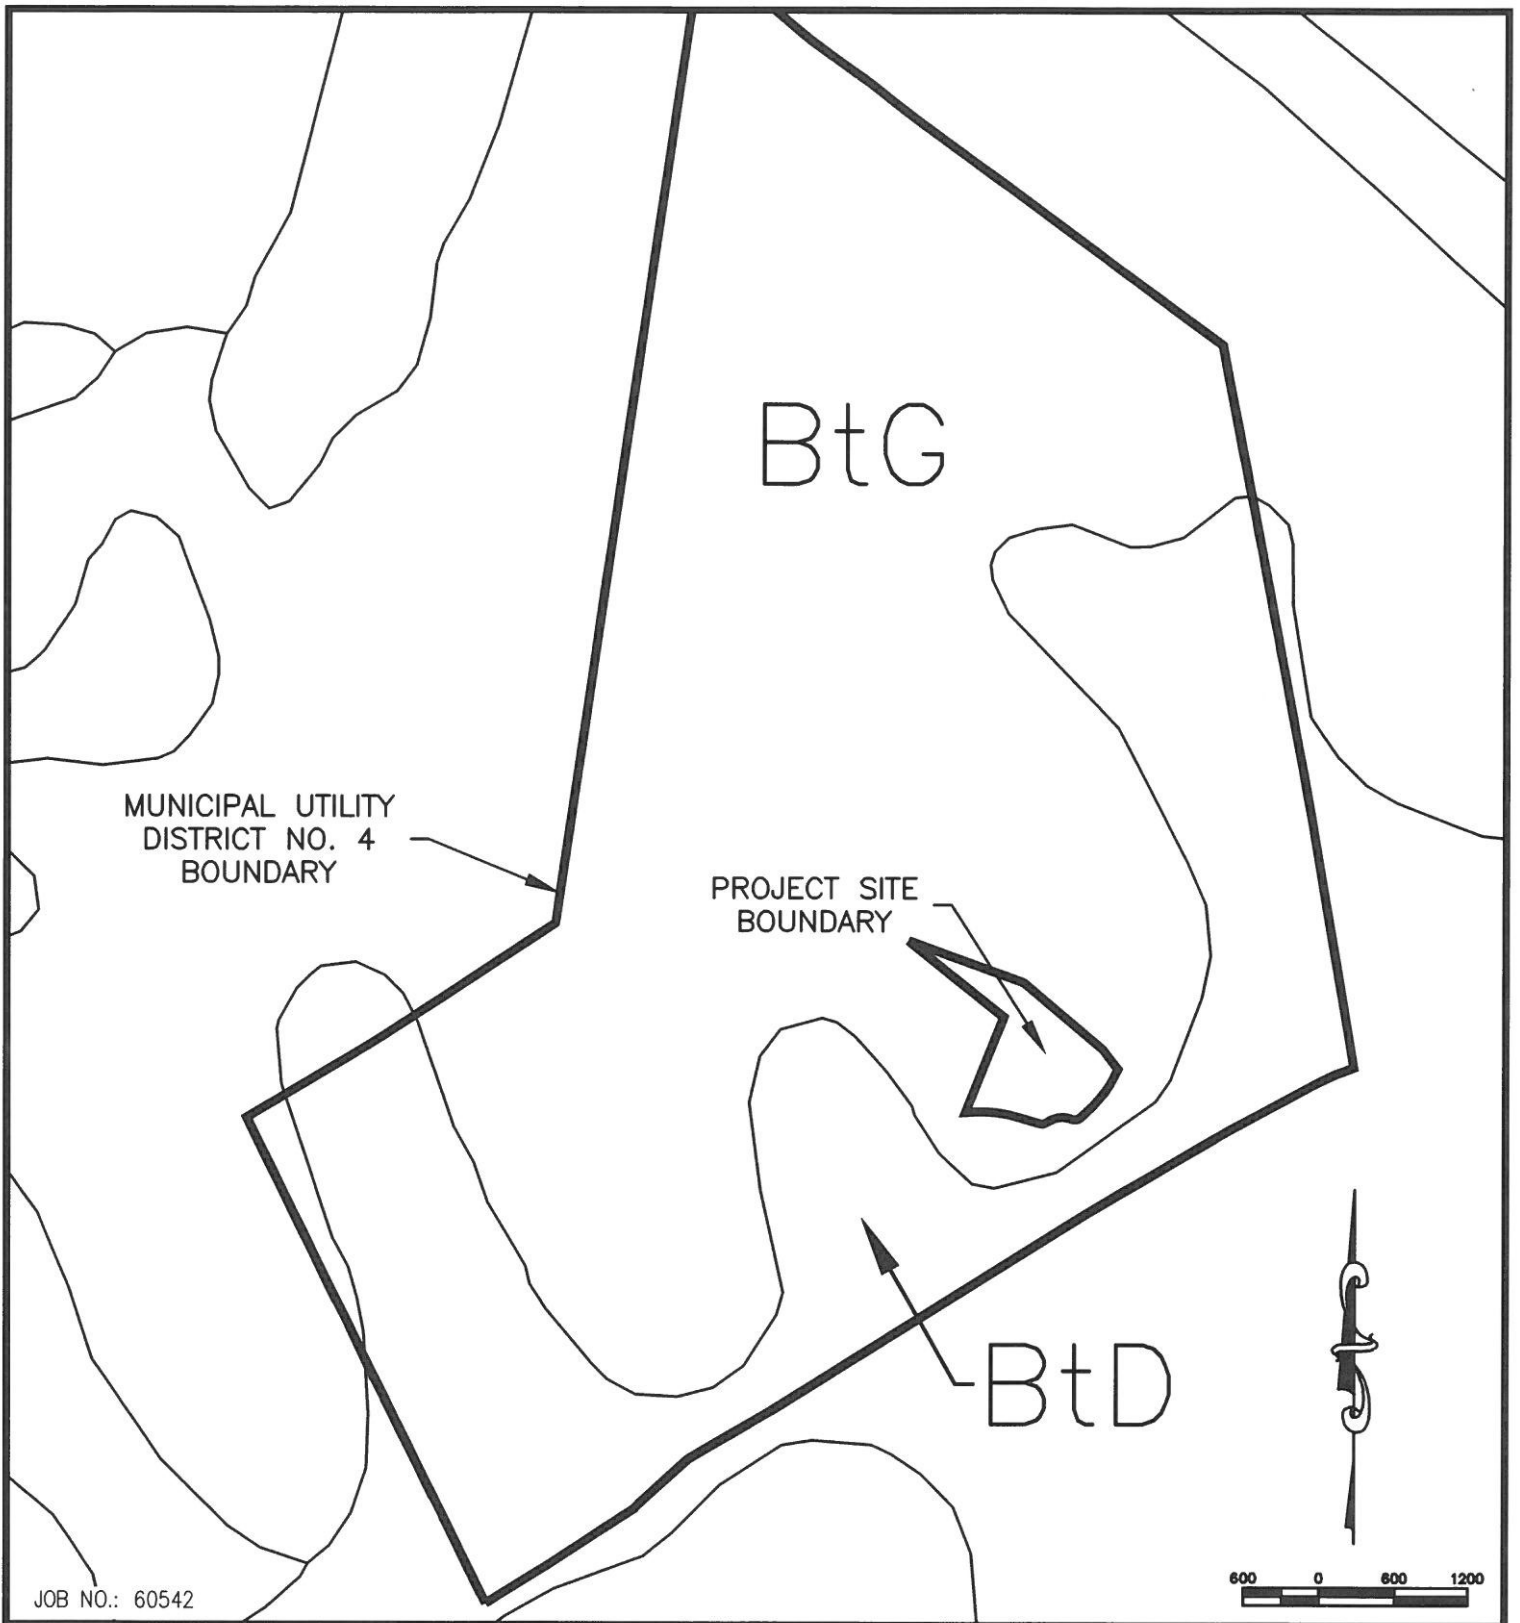 BtG
MUNICIPAL UTILITY
DISTRICT NO. 4
BOUNDARY
PROJECT SITE
BOUNDARY
BtD
JOB NO.: 60542
600 0 600 1200